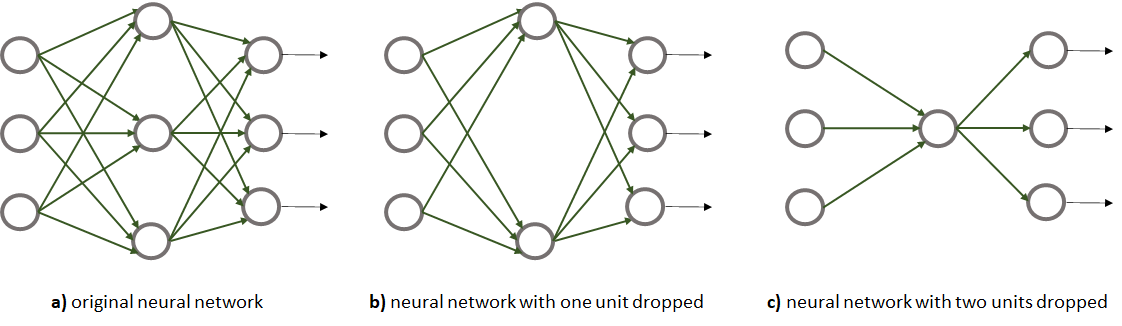 a) original neural network
b) neural network with one unit dropped
c) neural network with two units dropped